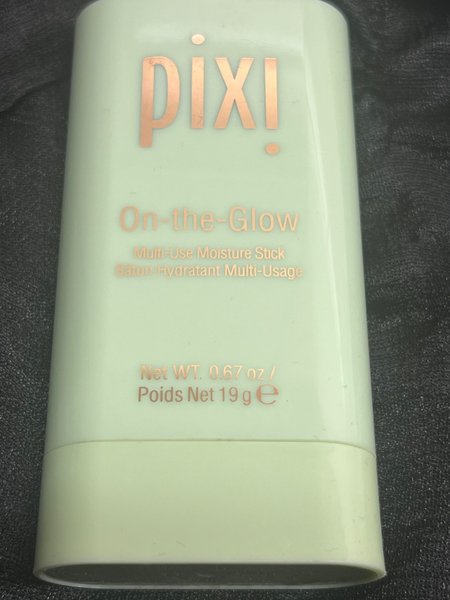 pixi
On-the-Glow
Multi-Use Moisture Stick
Bâton Hydratant Multi-Usage
Net WT. 0.67 oz /
Poids Net 19 g ℮